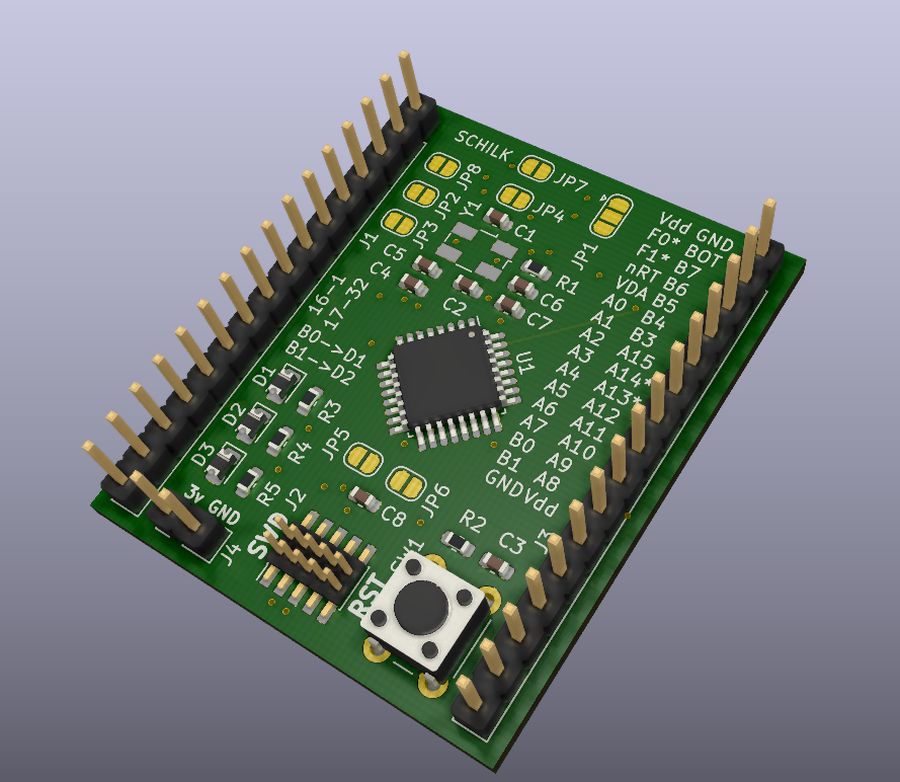 SCHILK
JP7
JP8
JP2
JP4
JP3
Y1
C1
JP1
J1
C5
C4
R1
C6
C2
C7
Vdd GND
F0* BOT
F1* B7
nRT B6
VDA B5
A0 B4
A1 B3
A2 A15
A3 A14*
A4 A13*
A5 A12
A6 A11
A7 A10
B0 A9
B1 A8
GND Vdd
16-1
17-32
B0->D1
B1->D2
U1
D1
R3
D2
R4
D3
R5
JP5
JP6
C8
3v GND
J4
J2
SWD
R2
C3
RST